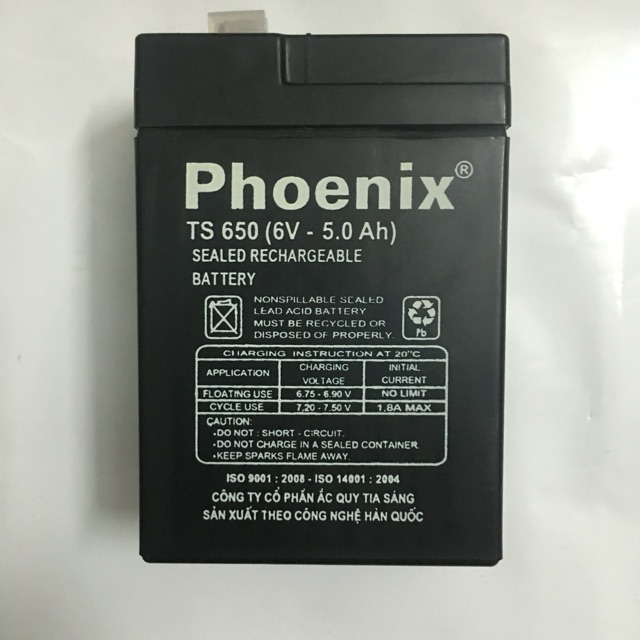 Phoenix®
TS 650 (6V - 5.0 Ah)
SEALED RECHARGEABLE
BATTERY
NONSPILLABLE SEALED
LEAD ACID BATTERY
MUST BE RECYCLED OR
DISPOSED OF PROPERLY.
Pb
CHARGING INSTRUCTION AT 20°C
APPLICATION CHARGING VOLTAGE INITIAL CURRENT
FLOATING USE 6.75 - 6.90 V NO LIMIT
CYCLE USE 7.20 - 7.50 V 1.8A MAX
CAUTION:
•DO NOT : SHORT - CIRCUIT.
•DO NOT CHARGE IN A SEALED CONTAINER.
•KEEP SPARKS FLAME AWAY.
ISO 9001 : 2008 - ISO 14001 : 2004
CÔNG TY CỔ PHẦN ẮC QUY TIA SÁNG
SẢN XUẤT THEO CÔNG NGHỆ HÀN QUỐC